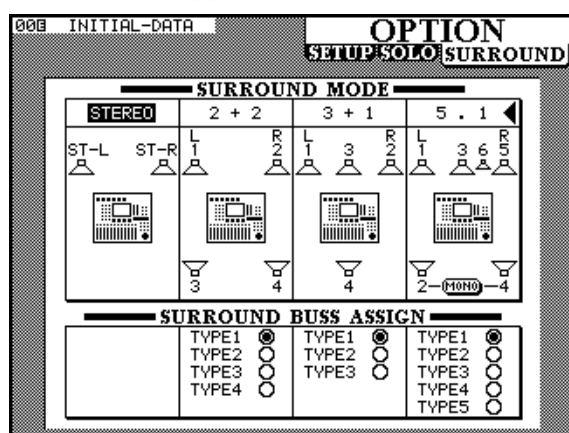 00 INITIAL-DATA
OPTION
SETUP SOLO SURROUND
SURROUND MODE
STEREO 2 + 2 3 + 1 5 . 1
L R L R L R
ST-L ST-R 1 2 1 3 2 1 3 6 5
3 4 4 2 MONO 4
SURROUND BUSS ASSIGN
TYPE1 TYPE1 TYPE1
TYPE2 TYPE2 TYPE2
TYPE3 TYPE3 TYPE3
TYPE4 TYPE4
TYPE5